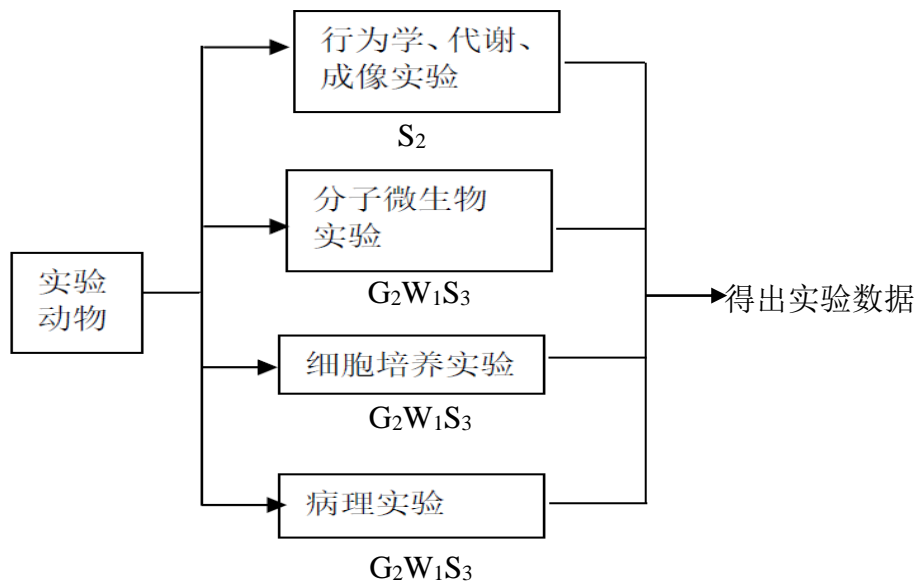 行为学、代谢、
成像实验
S₂
分子微生物
实验
G₂W₁S₃
实验
动物
得出实验数据
细胞培养实验
G₂W₁S₃
病理实验
G₂W₁S₃